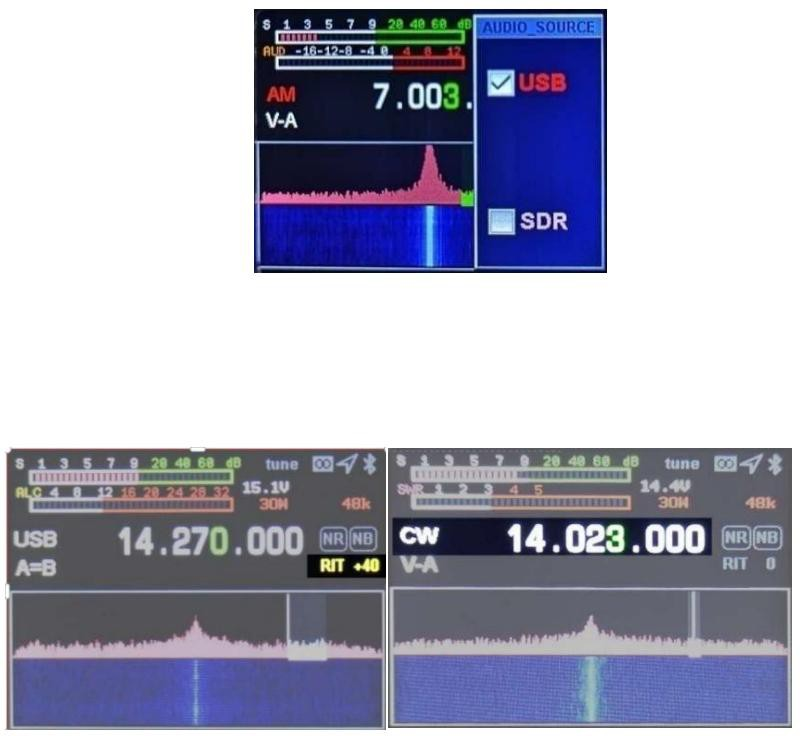 S 1 3 5 7 9 20 40 60 dB
AUD -16-12-8 -4 0 4 8 12
AM
7.003.
V-A
AUDIO_SOURCE
USB
SDR
S 1 3 5 7 9 20 40 60 dB tune
ALC 4 8 12 16 20 24 28 32 15.1V
30W 48k
USB 14.270.000 NR NB
A=B RIT +40
S 1 3 5 7 9 20 40 60 dB tune
SWR 1 2 3 4 5 14.4V
30W 48k
CW 14.023.000 NR NB
V-A RIT 0